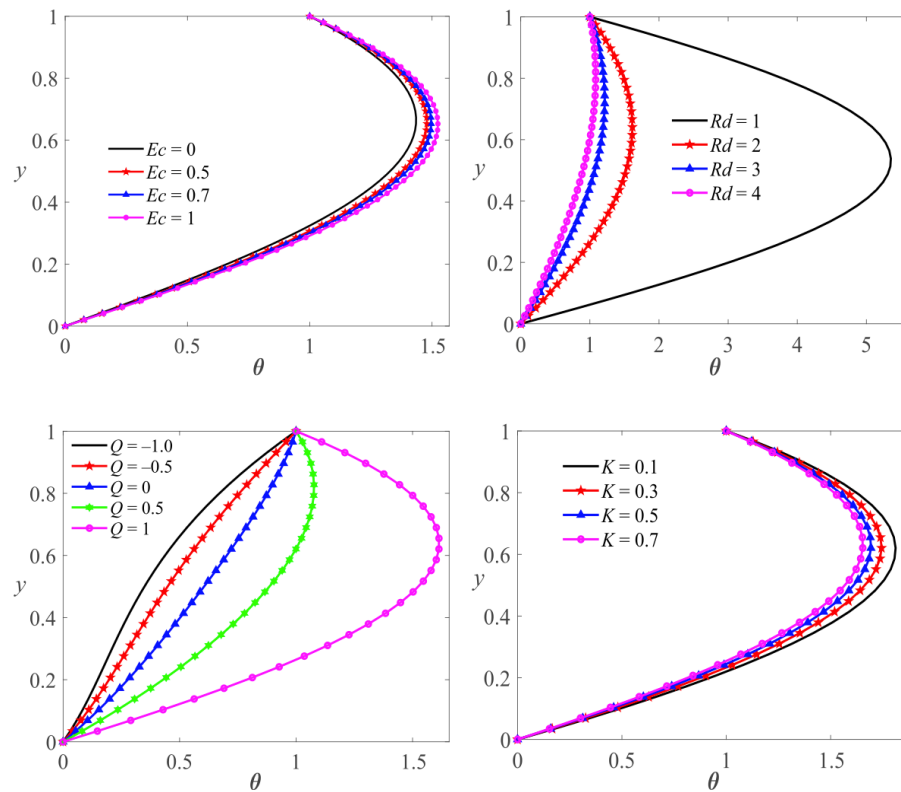 1
0.8
0.6
y
0.4
0.2
0
Ec = 0
Ec = 0.5
Ec = 0.7
Ec = 1
0 0.5 1 1.5
θ
1
0.8
0.6
y
0.4
0.2
0
Rd = 1
Rd = 2
Rd = 3
Rd = 4
0 1 2 3 4 5
θ
1
0.8
0.6
y
0.4
0.2
0
Q = –1.0
Q = –0.5
Q = 0
Q = 0.5
Q = 1
0 0.5 1 1.5
θ
1
0.8
0.6
y
0.4
0.2
0
K = 0.1
K = 0.3
K = 0.5
K = 0.7
0 0.5 1 1.5
θ